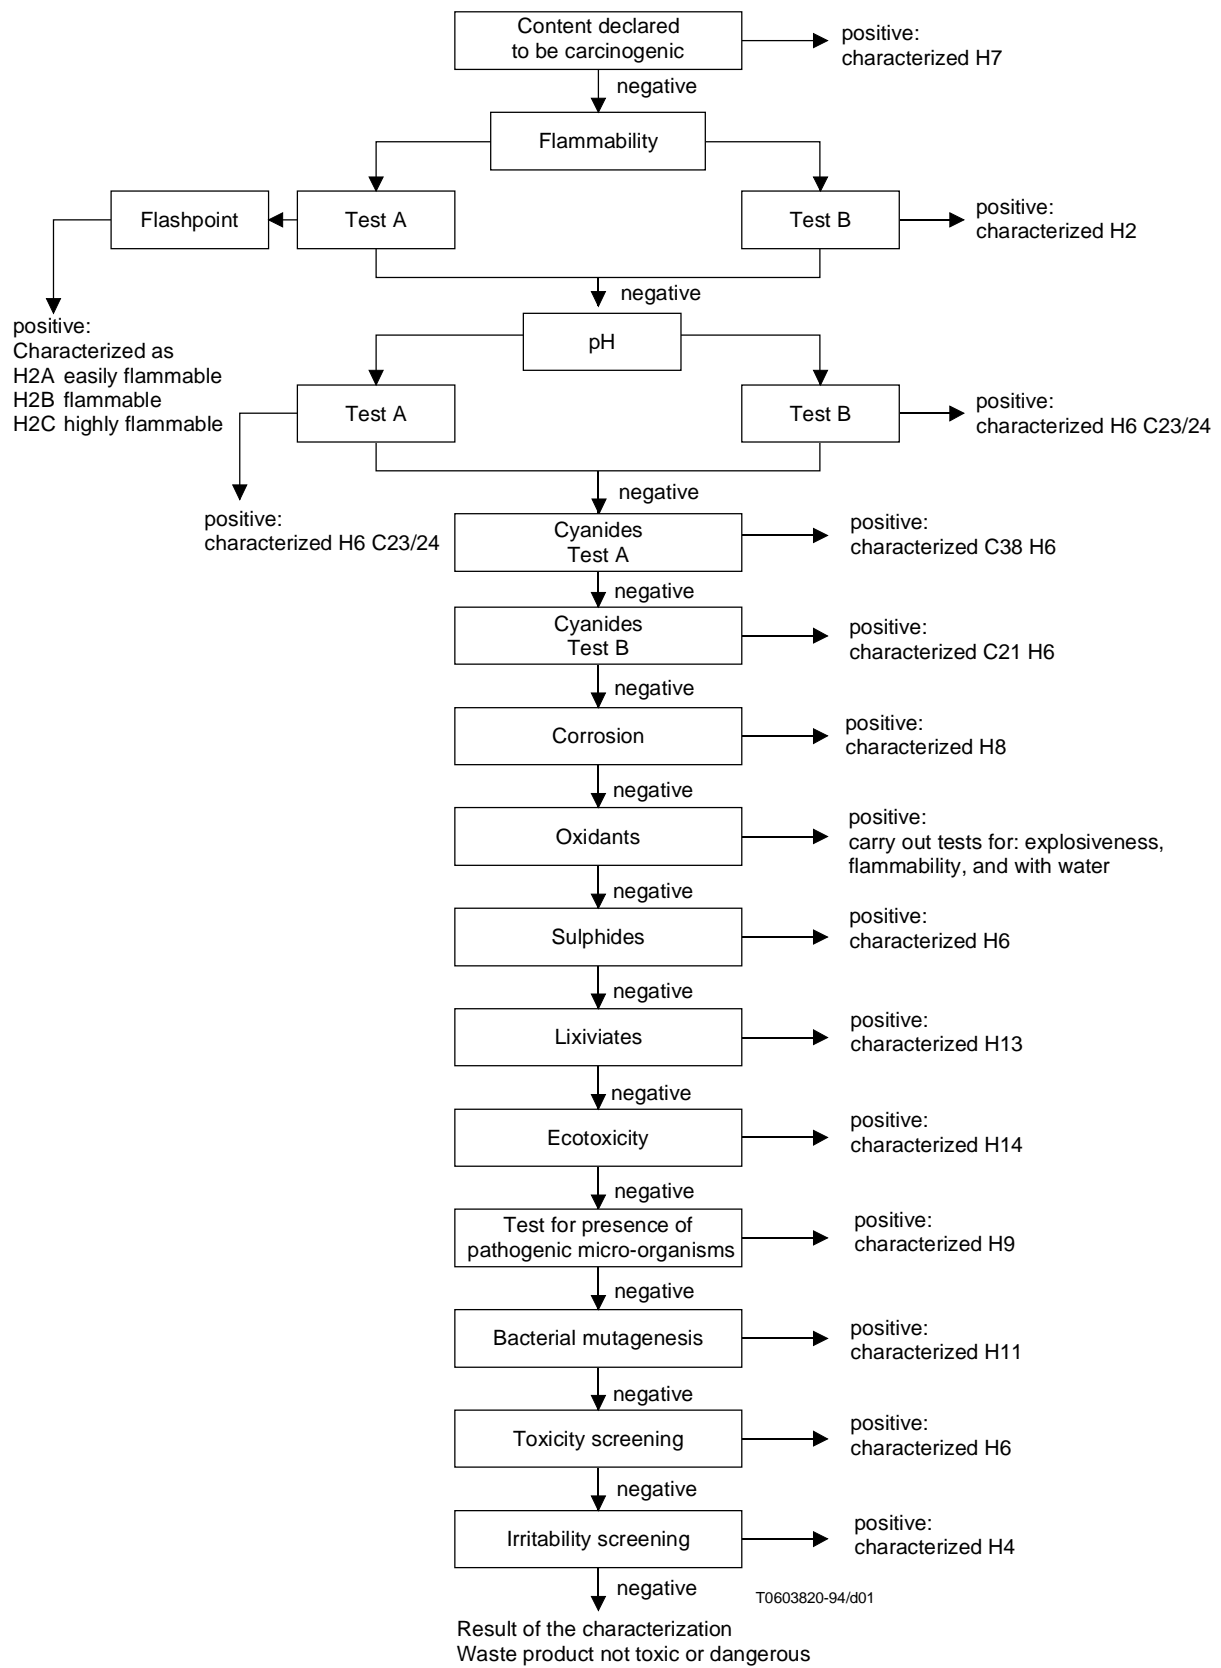 Content declared
to be carcinogenic
positive:
characterized H7
negative
Flammability
Flashpoint
Test A
Test B
positive:
characterized H2
negative
positive:
Characterized as
H2A easily flammable
H2B flammable
H2C highly flammable
pH
Test A
Test B
positive:
characterized H6 C23/24
negative
positive:
characterized H6 C23/24
Cyanides
Test A
positive:
characterized C38 H6
negative
Cyanides
Test B
positive:
characterized C21 H6
negative
Corrosion
positive:
characterized H8
negative
Oxidants
positive:
carry out tests for: explosiveness,
flammability, and with water
negative
Sulphides
positive:
characterized H6
negative
Lixiviates
positive:
characterized H13
negative
Ecotoxicity
positive:
characterized H14
negative
Test for presence of
pathogenic micro-organisms
positive:
characterized H9
negative
Bacterial mutagenesis
positive:
characterized H11
negative
Toxicity screening
positive:
characterized H6
negative
Irritability screening
positive:
characterized H4
negative
T0603820-94/d01
Result of the characterization
Waste product not toxic or dangerous